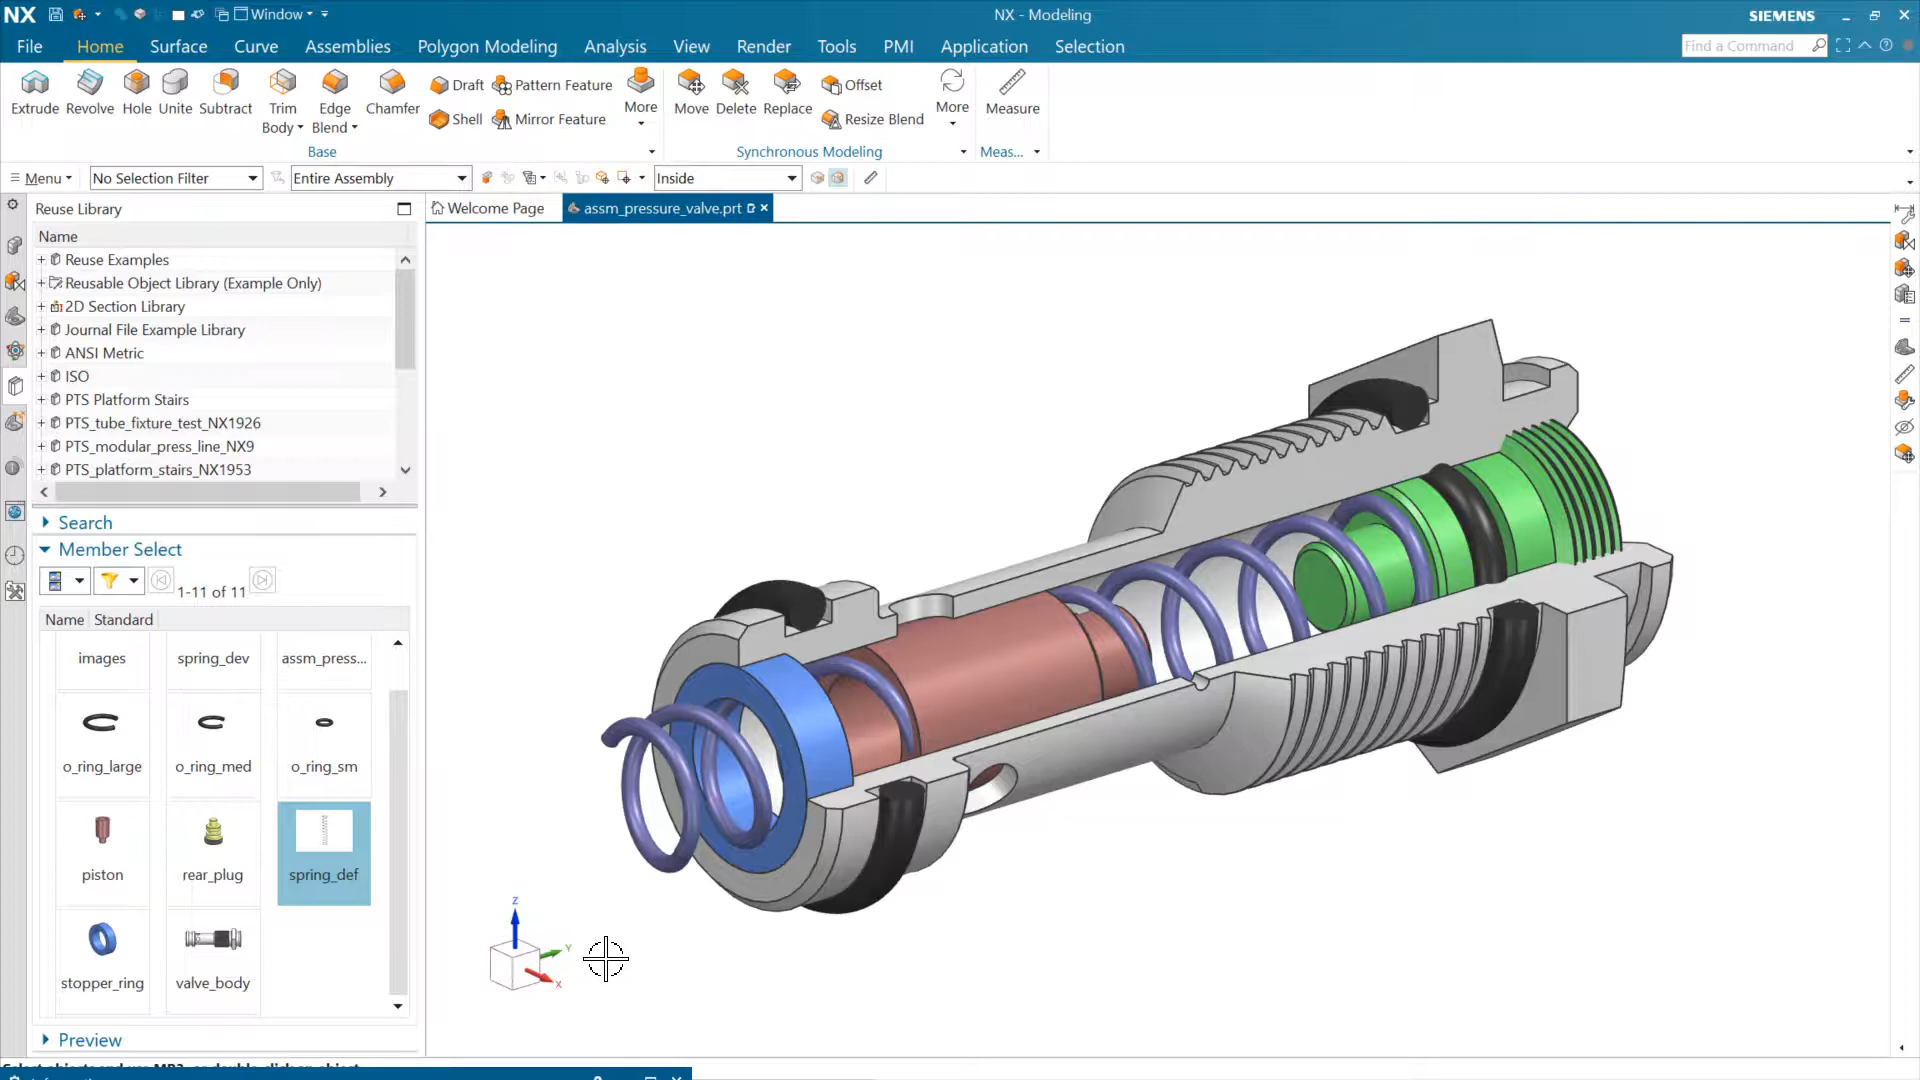 NX Window NX - Modeling SIEMENS
File Home Surface Curve Assemblies Polygon Modeling Analysis View Render Tools PMI Application Selection Find a Command
Extrude Revolve Hole Unite Subtract Trim Body Edge Blend Chamfer Draft Pattern Feature More Move Delete Replace Offset More Measure
Shell Mirror Feature Resize Blend
Base Synchronous Modeling Meas...
Menu No Selection Filter Entire Assembly Inside
Reuse Library Welcome Page assm_pressure_valve.prt
Name
Reuse Examples
Reusable Object Library (Example Only)
2D Section Library
Journal File Example Library
ANSI Metric
ISO
PTS Platform Stairs
PTS_tube_fixture_test_NX1926
PTS_modular_press_line_NX9
PTS_platform_stairs_NX1953
Search
Member Select
1-11 of 11
Name Standard
images spring_dev assm_press...
o_ring_large o_ring_med o_ring_sm
piston rear_plug spring_def
stopper_ring valve_body
Z
Y
X
Preview